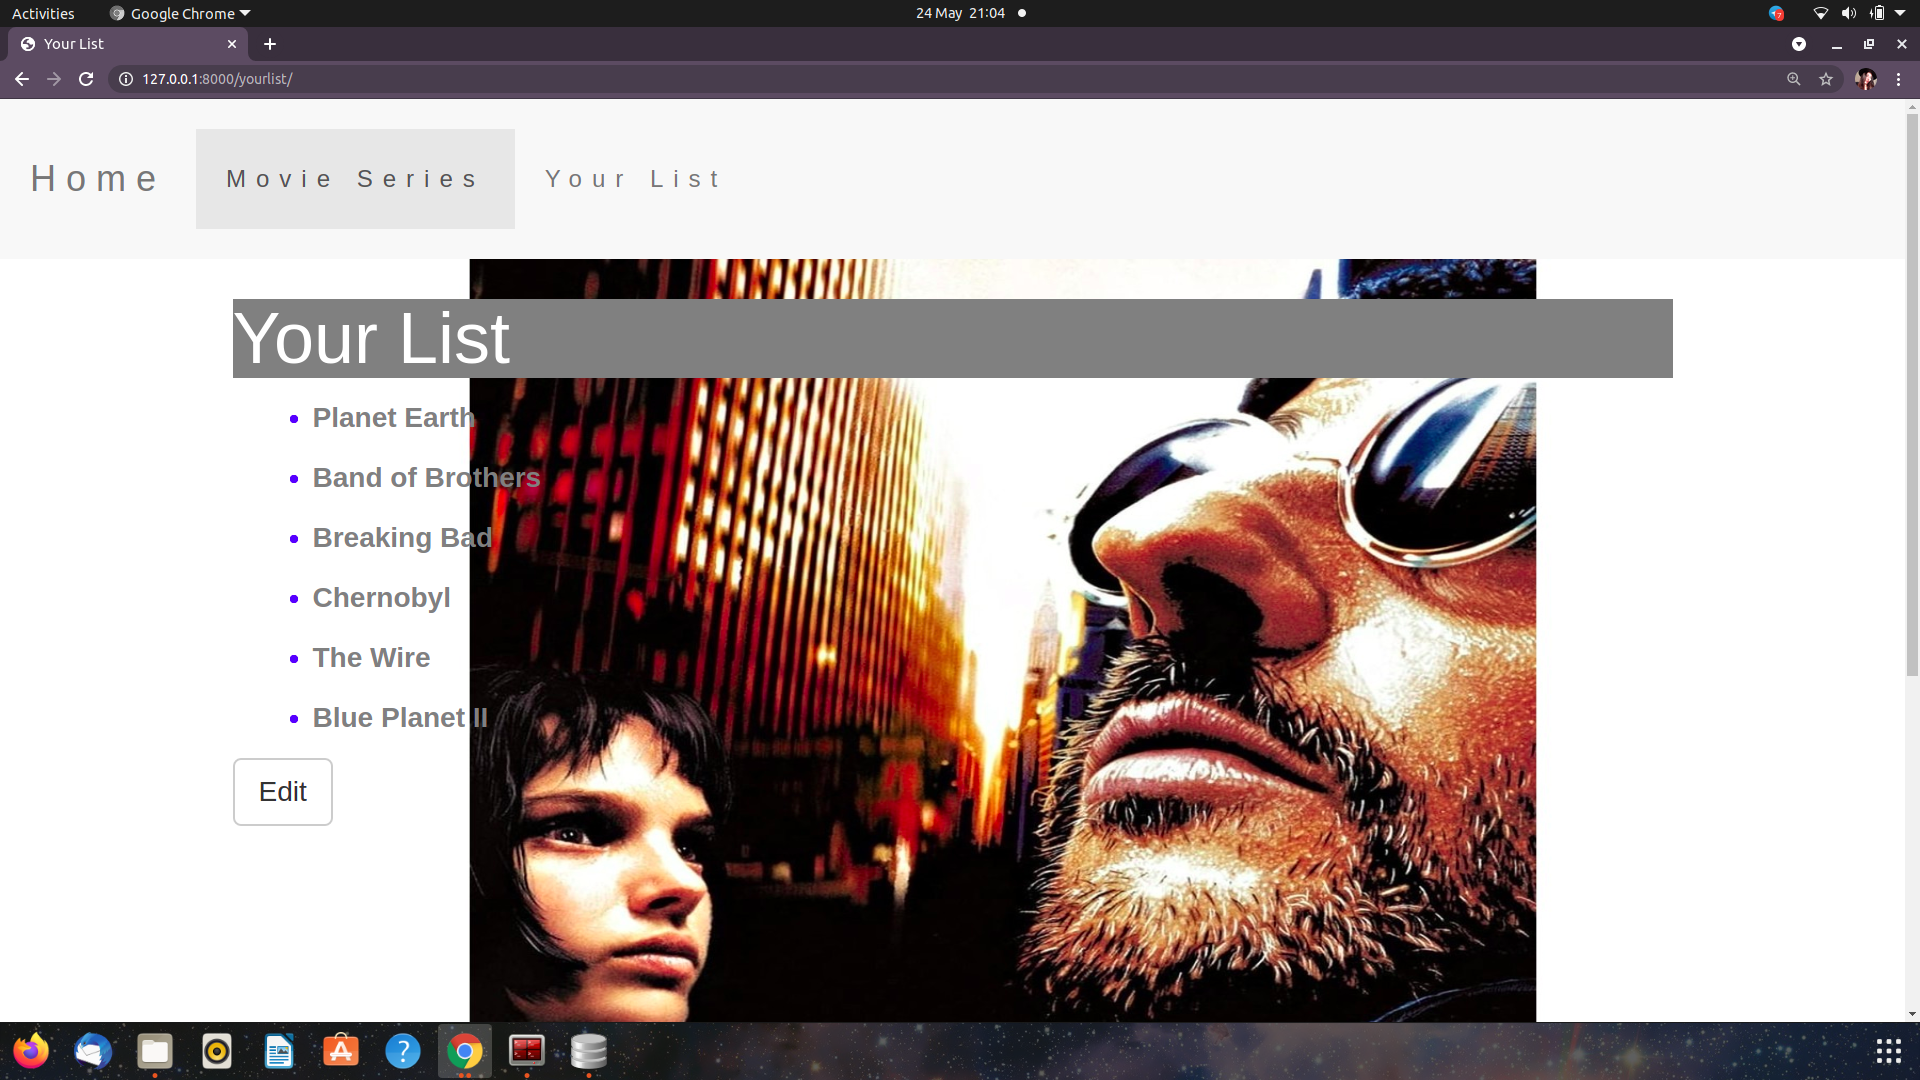 Activities
Google Chrome
24 May 21:04
7
Your List
127.0.0.1:8000/yourlist/
Home
Movie Series
Your List
Your List
Planet Earth
Band of Brothers
Breaking Bad
Chernobyl
The Wire
Blue Planet II
Edit